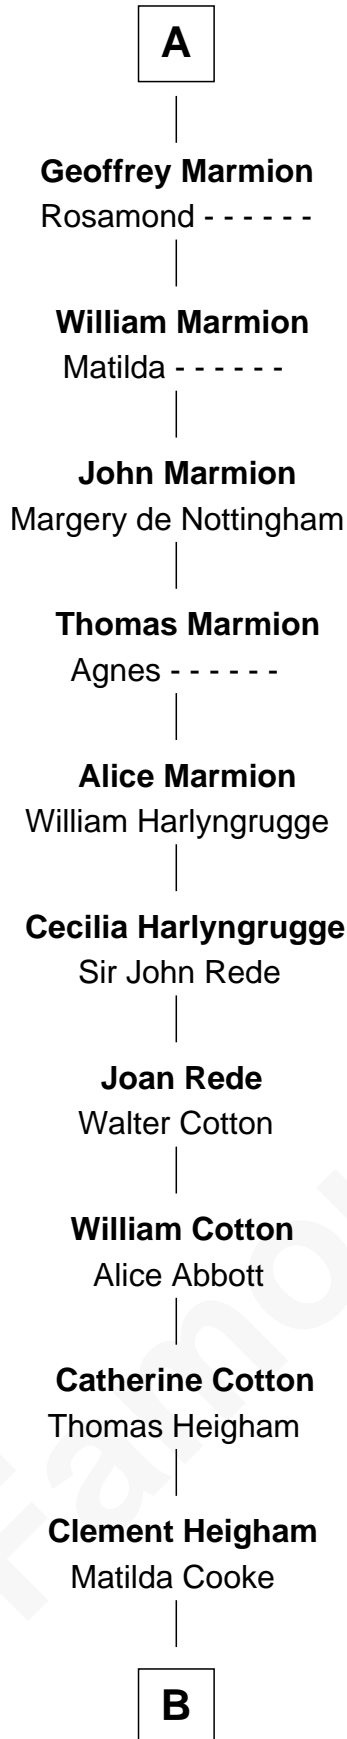 A
Geoffrey Marmion
Rosamond - - - - - -
William Marmion
Matilda - - - - - -
John Marmion
Margery de Nottingham
Thomas Marmion
Agnes - - - - - -
Alice Marmion
William Harlyngrugge
Cecilia Harlyngrugge
Sir John Rede
Joan Rede
Walter Cotton
William Cotton
Alice Abbott
Catherine Cotton
Thomas Heigham
Clement Heigham
Matilda Cooke
B
Famo